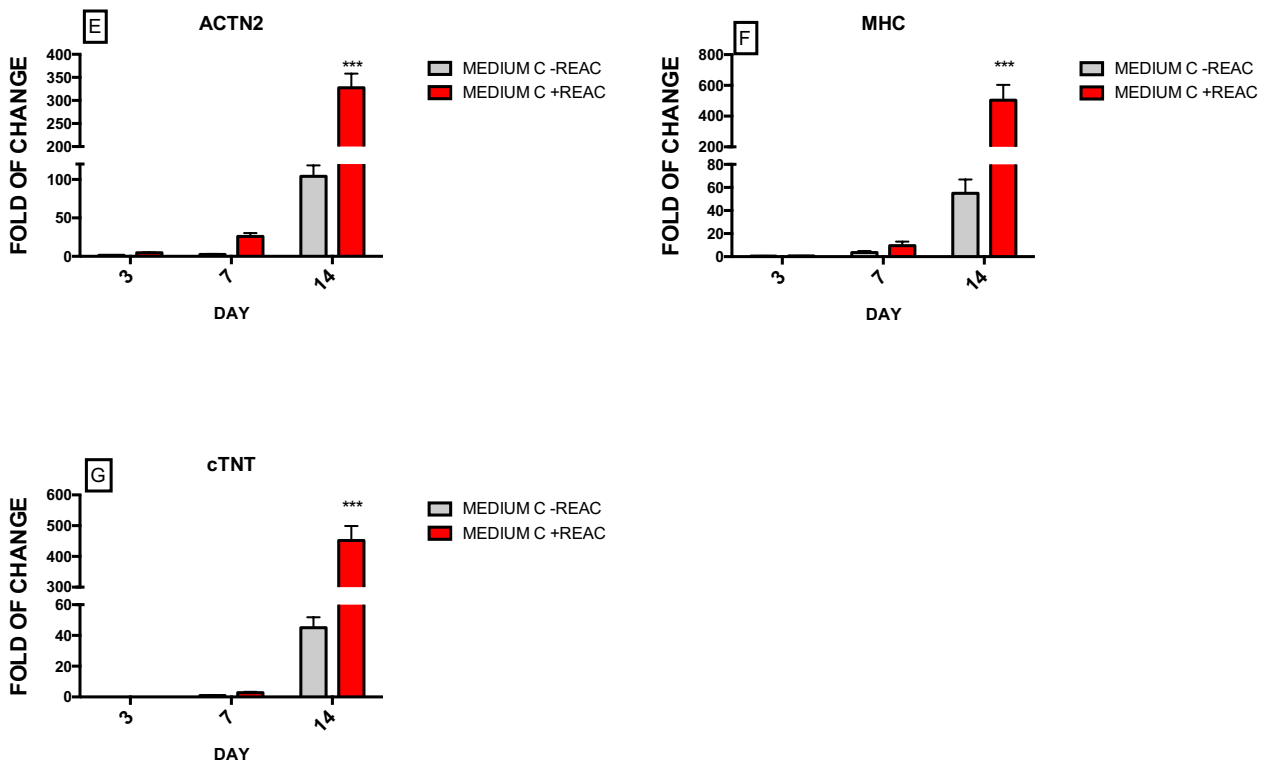 E
ACTN2
FOLD OF CHANGE
400
350
300
250
200
100
50
0
***
3
7
14
DAY
MEDIUM C -REAC
MEDIUM C +REAC
F
MHC
FOLD OF CHANGE
800
600
400
200
80
60
40
20
0
***
3
7
14
DAY
MEDIUM C -REAC
MEDIUM C +REAC
G
cTNT
FOLD OF CHANGE
600
500
400
300
60
40
20
0
***
3
7
14
DAY
MEDIUM C -REAC
MEDIUM C +REAC